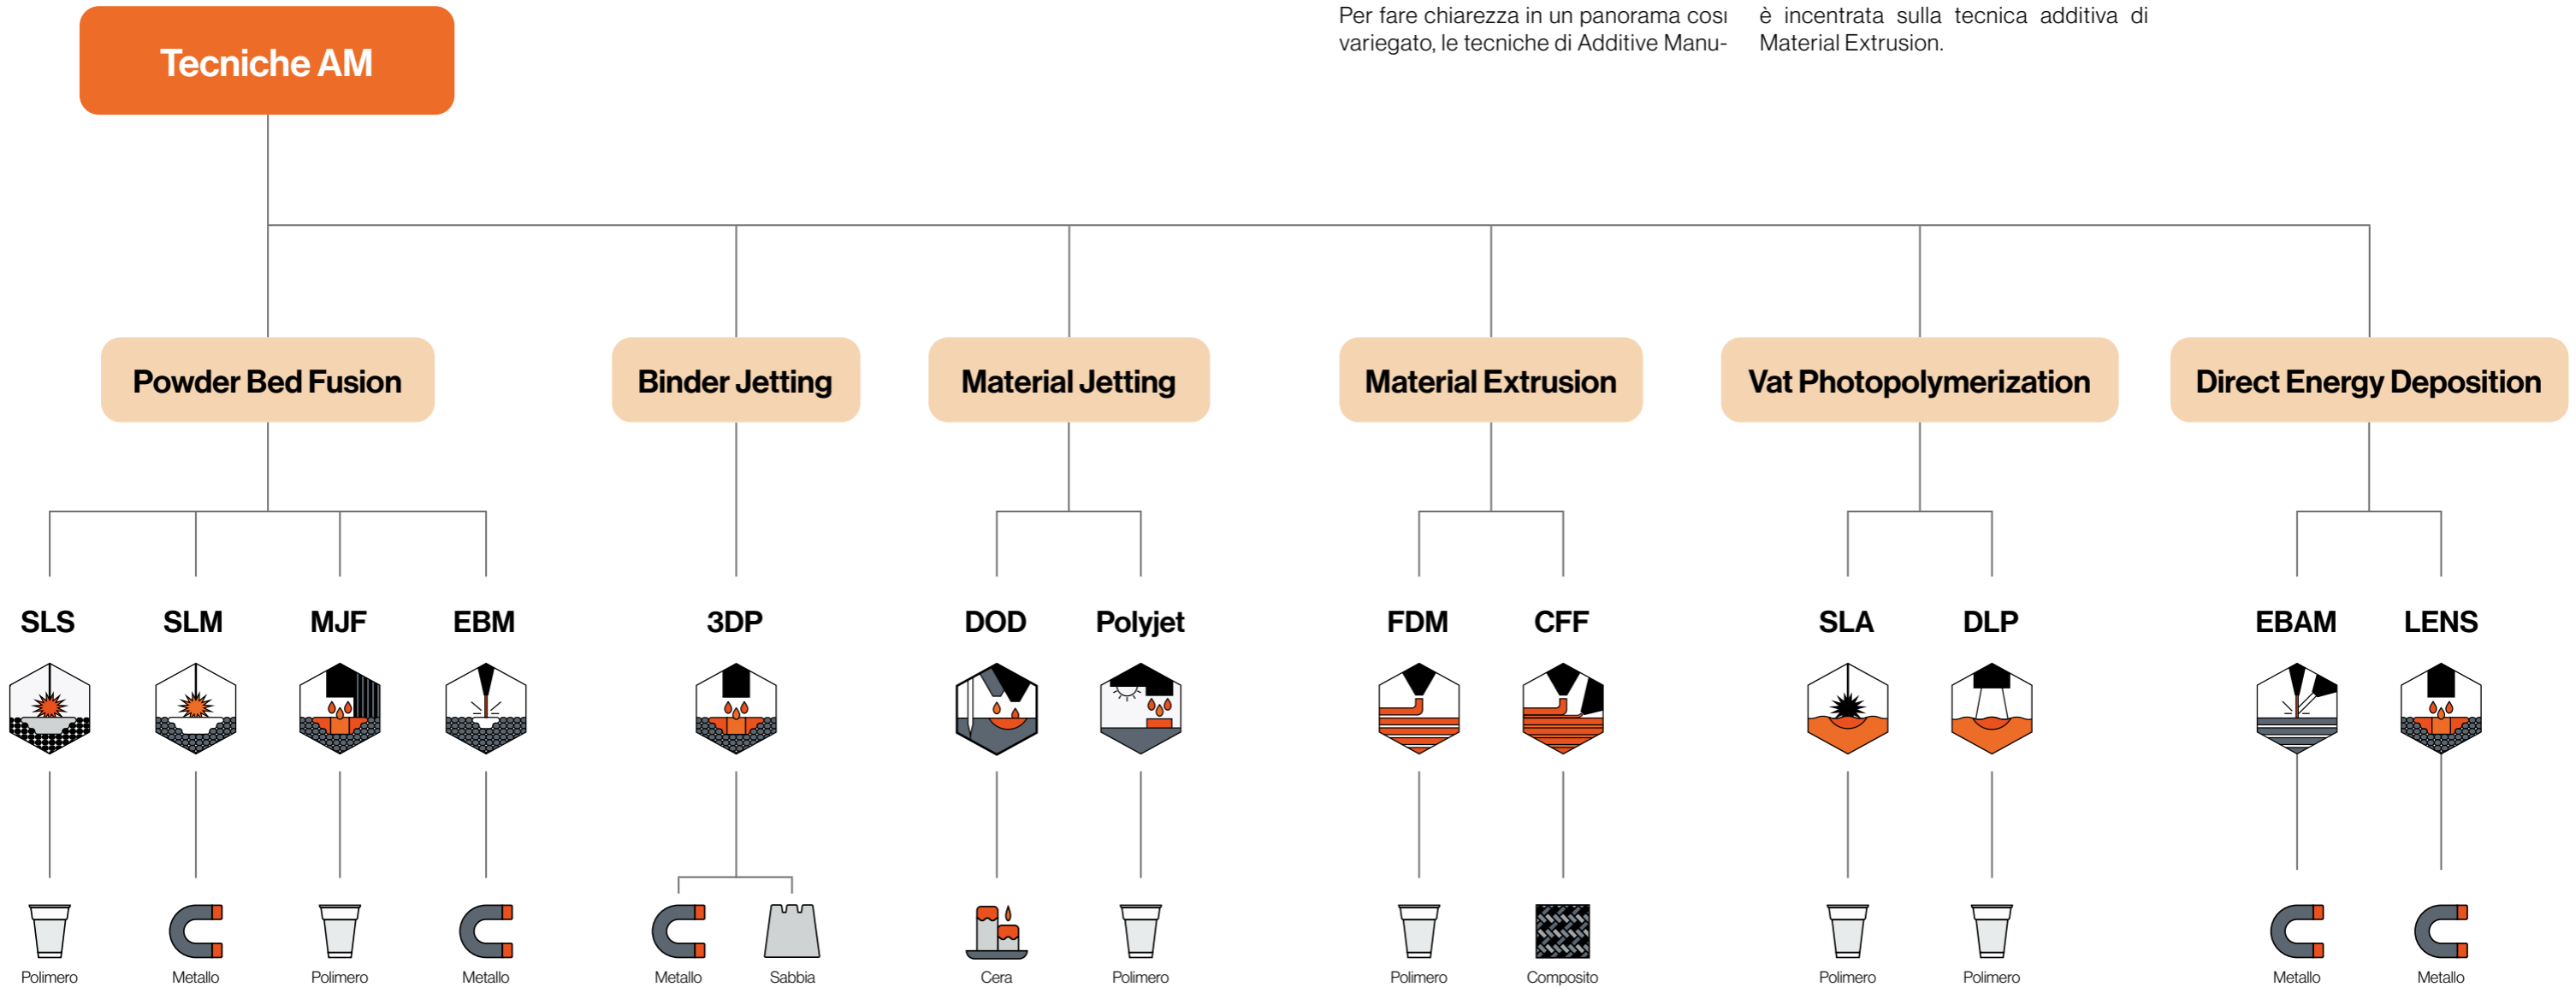 Per fare chiarezza in un panorama così
variegato, le tecniche di Additive Manu-
è incentrata sulla tecnica additiva di
Material Extrusion.
Tecniche AM
Powder Bed Fusion
Binder Jetting
Material Jetting
Material Extrusion
Vat Photopolymerization
Direct Energy Deposition
SLS
SLM
MJF
EBM
3DP
DOD
Polyjet
FDM
CFF
SLA
DLP
EBAM
LENS
Polimero
Metallo
Polimero
Metallo
Metallo
Sabbia
Cera
Polimero
Polimero
Composito
Polimero
Polimero
Metallo
Metallo